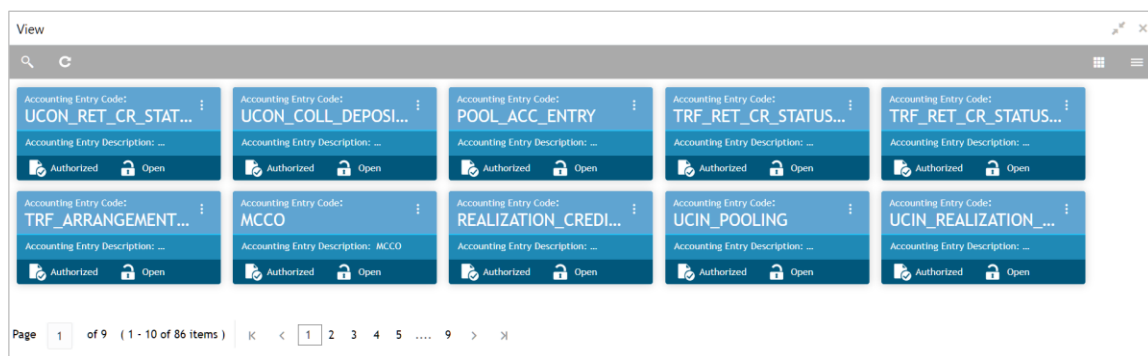 View
Accounting Entry Code:
UCON_RET_CR_STAT...
Accounting Entry Description: ...
Authorized Open
Accounting Entry Code:
UCON_COLL_DEPOSI...
Accounting Entry Description: ...
Authorized Open
Accounting Entry Code:
POOL_ACC_ENTRY
Accounting Entry Description: ...
Authorized Open
Accounting Entry Code:
TRF_RET_CR_STATUS...
Accounting Entry Description: ...
Authorized Open
Accounting Entry Code:
TRF_RET_CR_STATUS...
Accounting Entry Description: ...
Authorized Open
Accounting Entry Code:
TRF_ARRANGEMENT...
Accounting Entry Description: ...
Authorized Open
Accounting Entry Code:
MCCO
Accounting Entry Description: MCCO
Authorized Open
Accounting Entry Code:
REALIZATION_CREDI...
Accounting Entry Description: ...
Authorized Open
Accounting Entry Code:
UCIN_POOLING
Accounting Entry Description: ...
Authorized Open
Accounting Entry Code:
UCIN_REALIZATION_...
Accounting Entry Description: ...
Authorized Open
Page 1 of 9 ( 1 - 10 of 86 items ) 1 2 3 4 5 .... 9